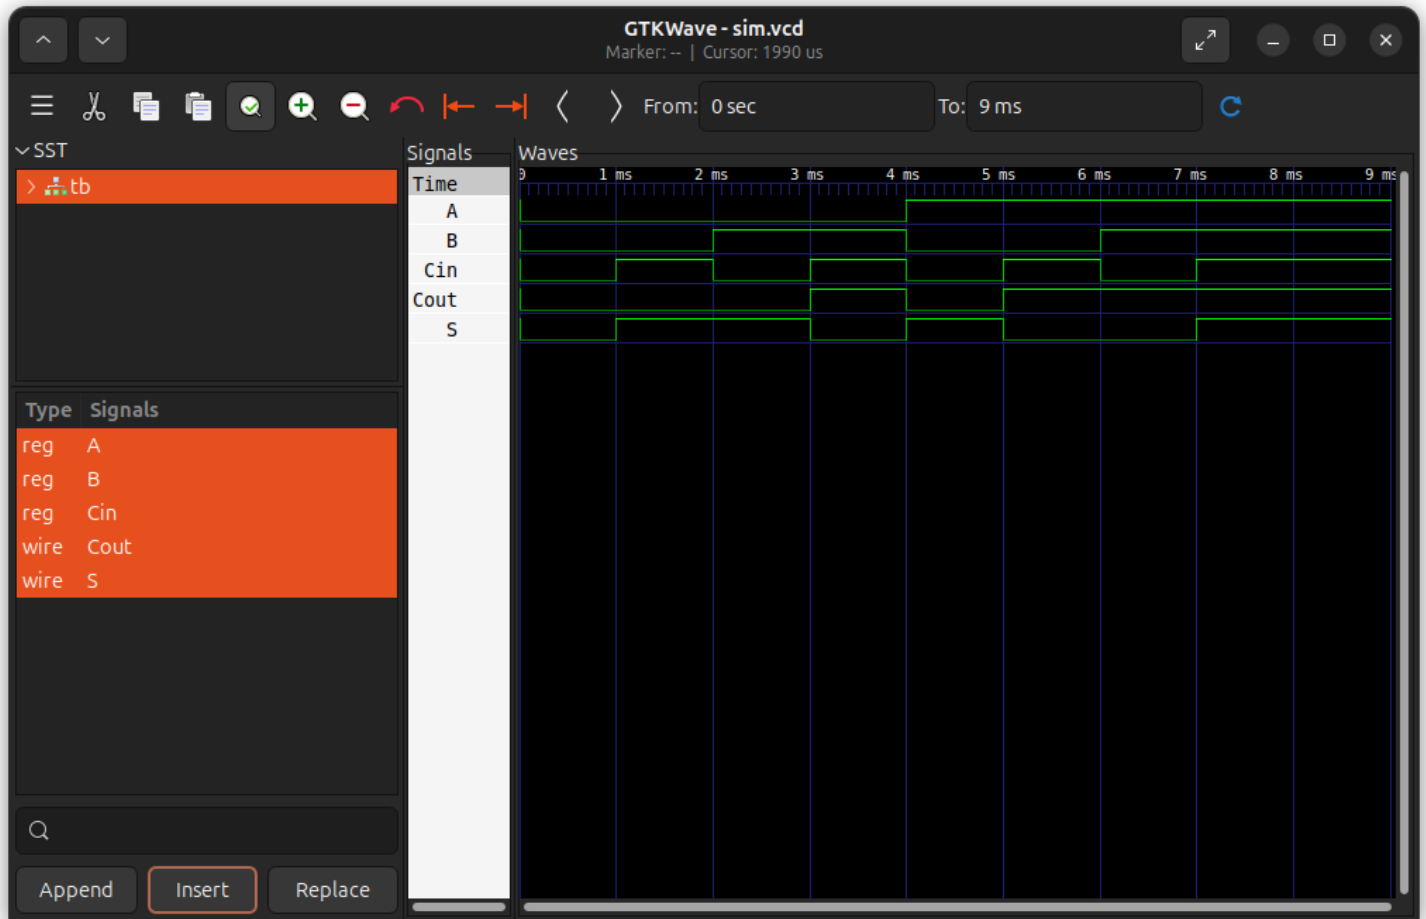 GTKWave - sim.vcd
Marker: -- | Cursor: 1990 us
From: 0 sec To: 9 ms
SST
tb
Type Signals
reg A
reg B
reg Cin
wire Cout
wire S
Append Insert Replace
Signals
Time
A
B
Cin
Cout
S
Waves
0 1 ms 2 ms 3 ms 4 ms 5 ms 6 ms 7 ms 8 ms 9 ms